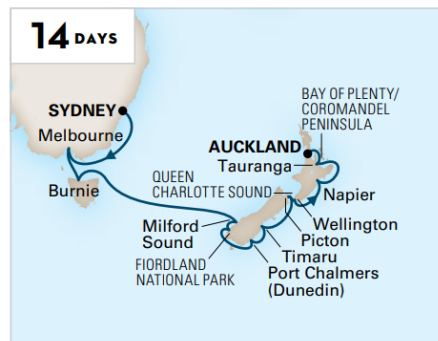 14 DAYS
BAY OF PLENTY/
COROMANDEL
PENINSULA
SYDNEY
Melbourne
AUCKLAND
Tauranga
QUEEN
CHARLOTTE SOUND
Burnie
Napier
Milford
Sound
Wellington
Picton
Timaru
FIORDLAND
NATIONAL PARK
Port Chalmers
(Dunedin)